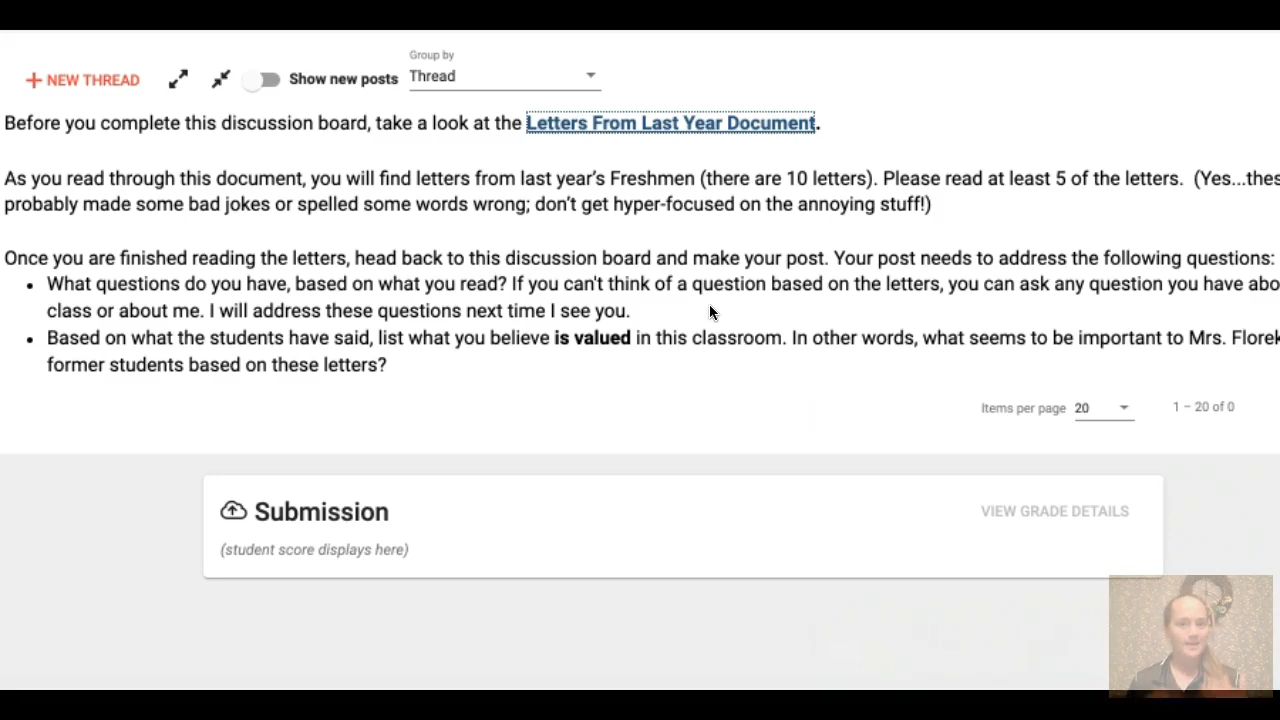 Group by
NEW THREAD
Show new posts
Thread
Before you complete this discussion board, take a look at the Letters From Last Year Document.
As you read through this document, you will find letters from last year’s Freshmen (there are 10 letters). Please read at least 5 of the letters. (Yes...thes
probably made some bad jokes or spelled some words wrong; don’t get hyper-focused on the annoying stuff!)
Once you are finished reading the letters, head back to this discussion board and make your post. Your post needs to address the following questions:
• What questions do you have, based on what you read? If you can't think of a question based on the letters, you can ask any question you have abo
class or about me. I will address these questions next time I see you.
• Based on what the students have said, list what you believe is valued in this classroom. In other words, what seems to be important to Mrs. Florek
former students based on these letters?
Items per page 20 1 – 20 of 0
Submission
VIEW GRADE DETAILS
(student score displays here)